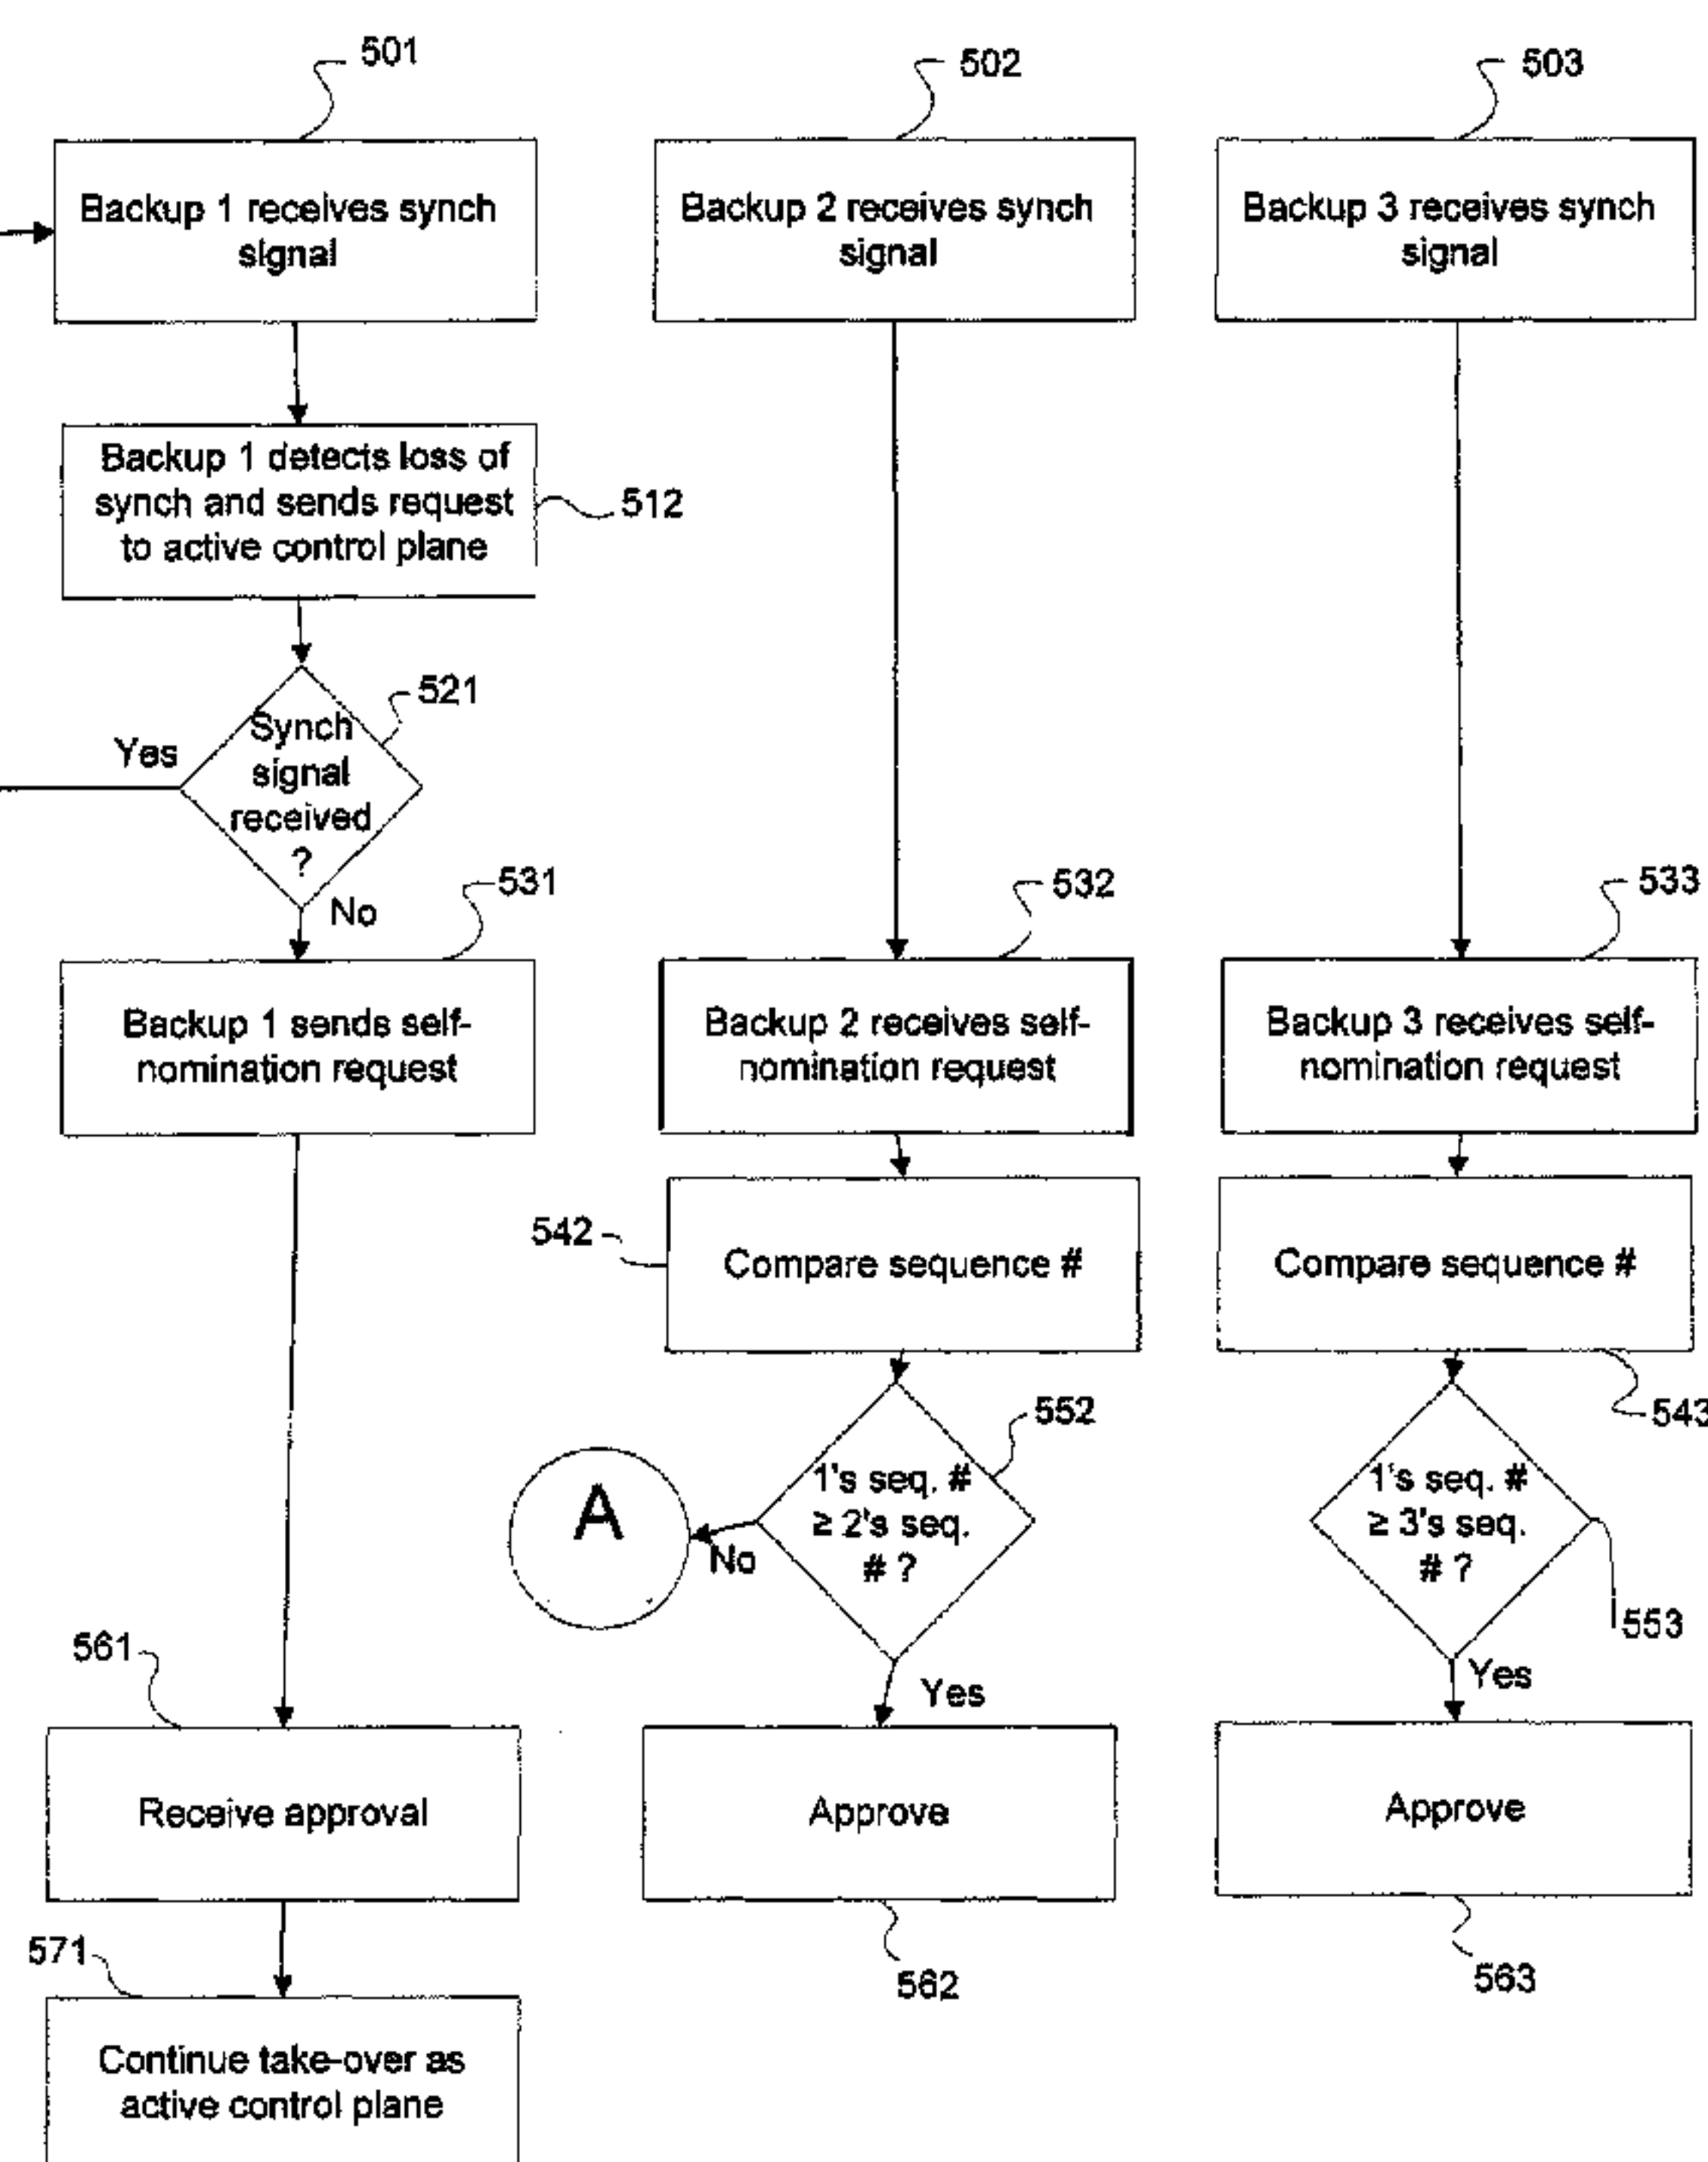 501
502
503
Backup 1 receives synch
signal
Backup 2 receives synch
signal
Backup 3 receives synch
signal
Backup 1 detects loss of
synch and sends request
to active control plane
512
521
Synch
signal
received
?
Yes
No
531
532
533
Backup 1 sends self-
nomination request
Backup 2 receives self-
nomination request
Backup 3 receives self-
nomination request
542
Compare sequence #
Compare sequence #
543
552
1's seq. #
≥ 2's seq.
# ?
A
No
Yes
1's seq. #
≥ 3's seq.
# ?
553
Yes
561
Receive approval
Approve
Approve
562
563
571
Continue take-over as
active control plane